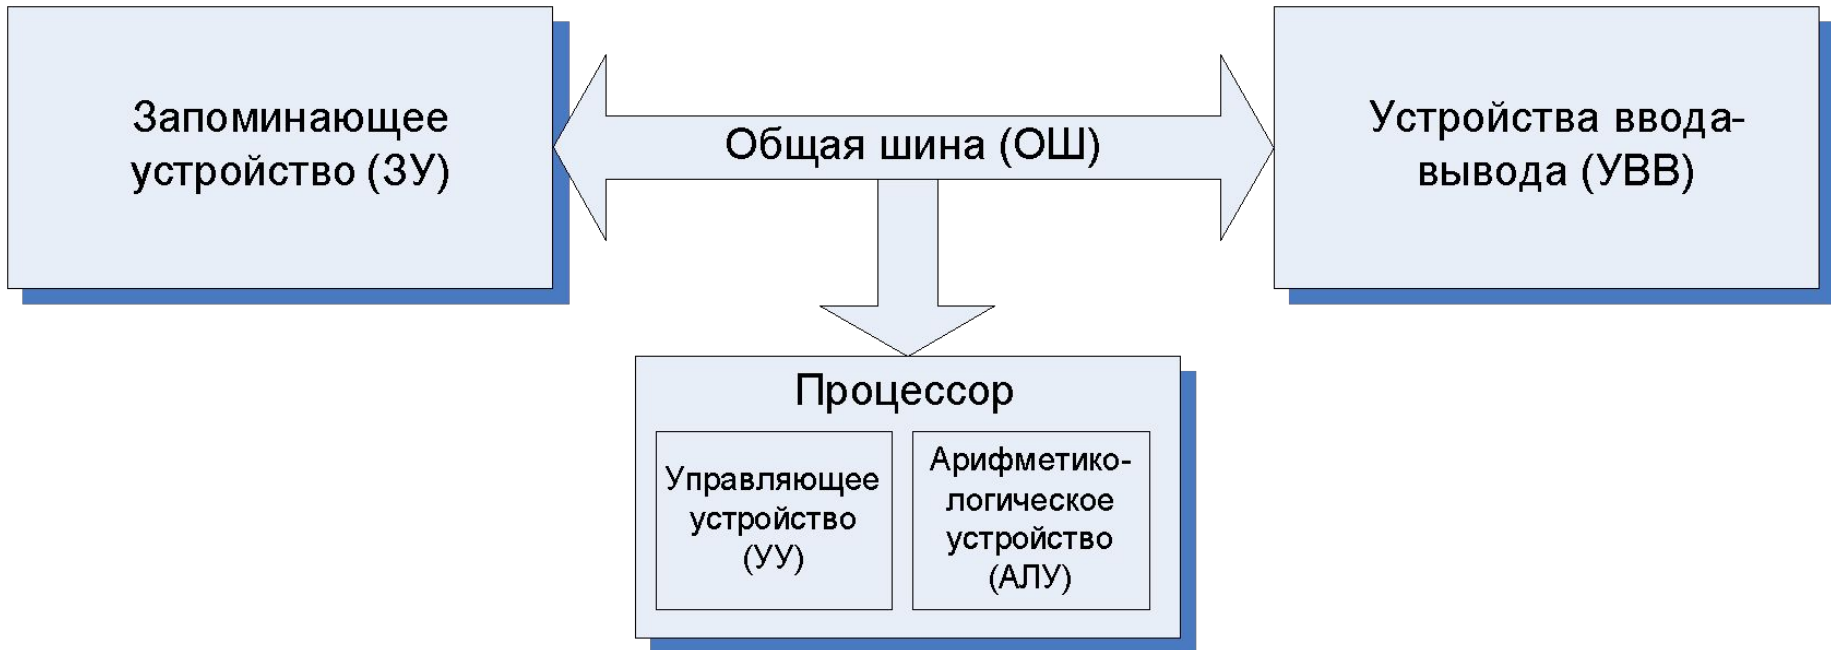 Запоминающее
устройство (ЗУ)
Общая шина (ОШ)
Устройства ввода-
вывода (УВВ)
Процессор
Управляющее
устройство
(УУ)
Арифметико-
логическое
устройство
(АЛУ)